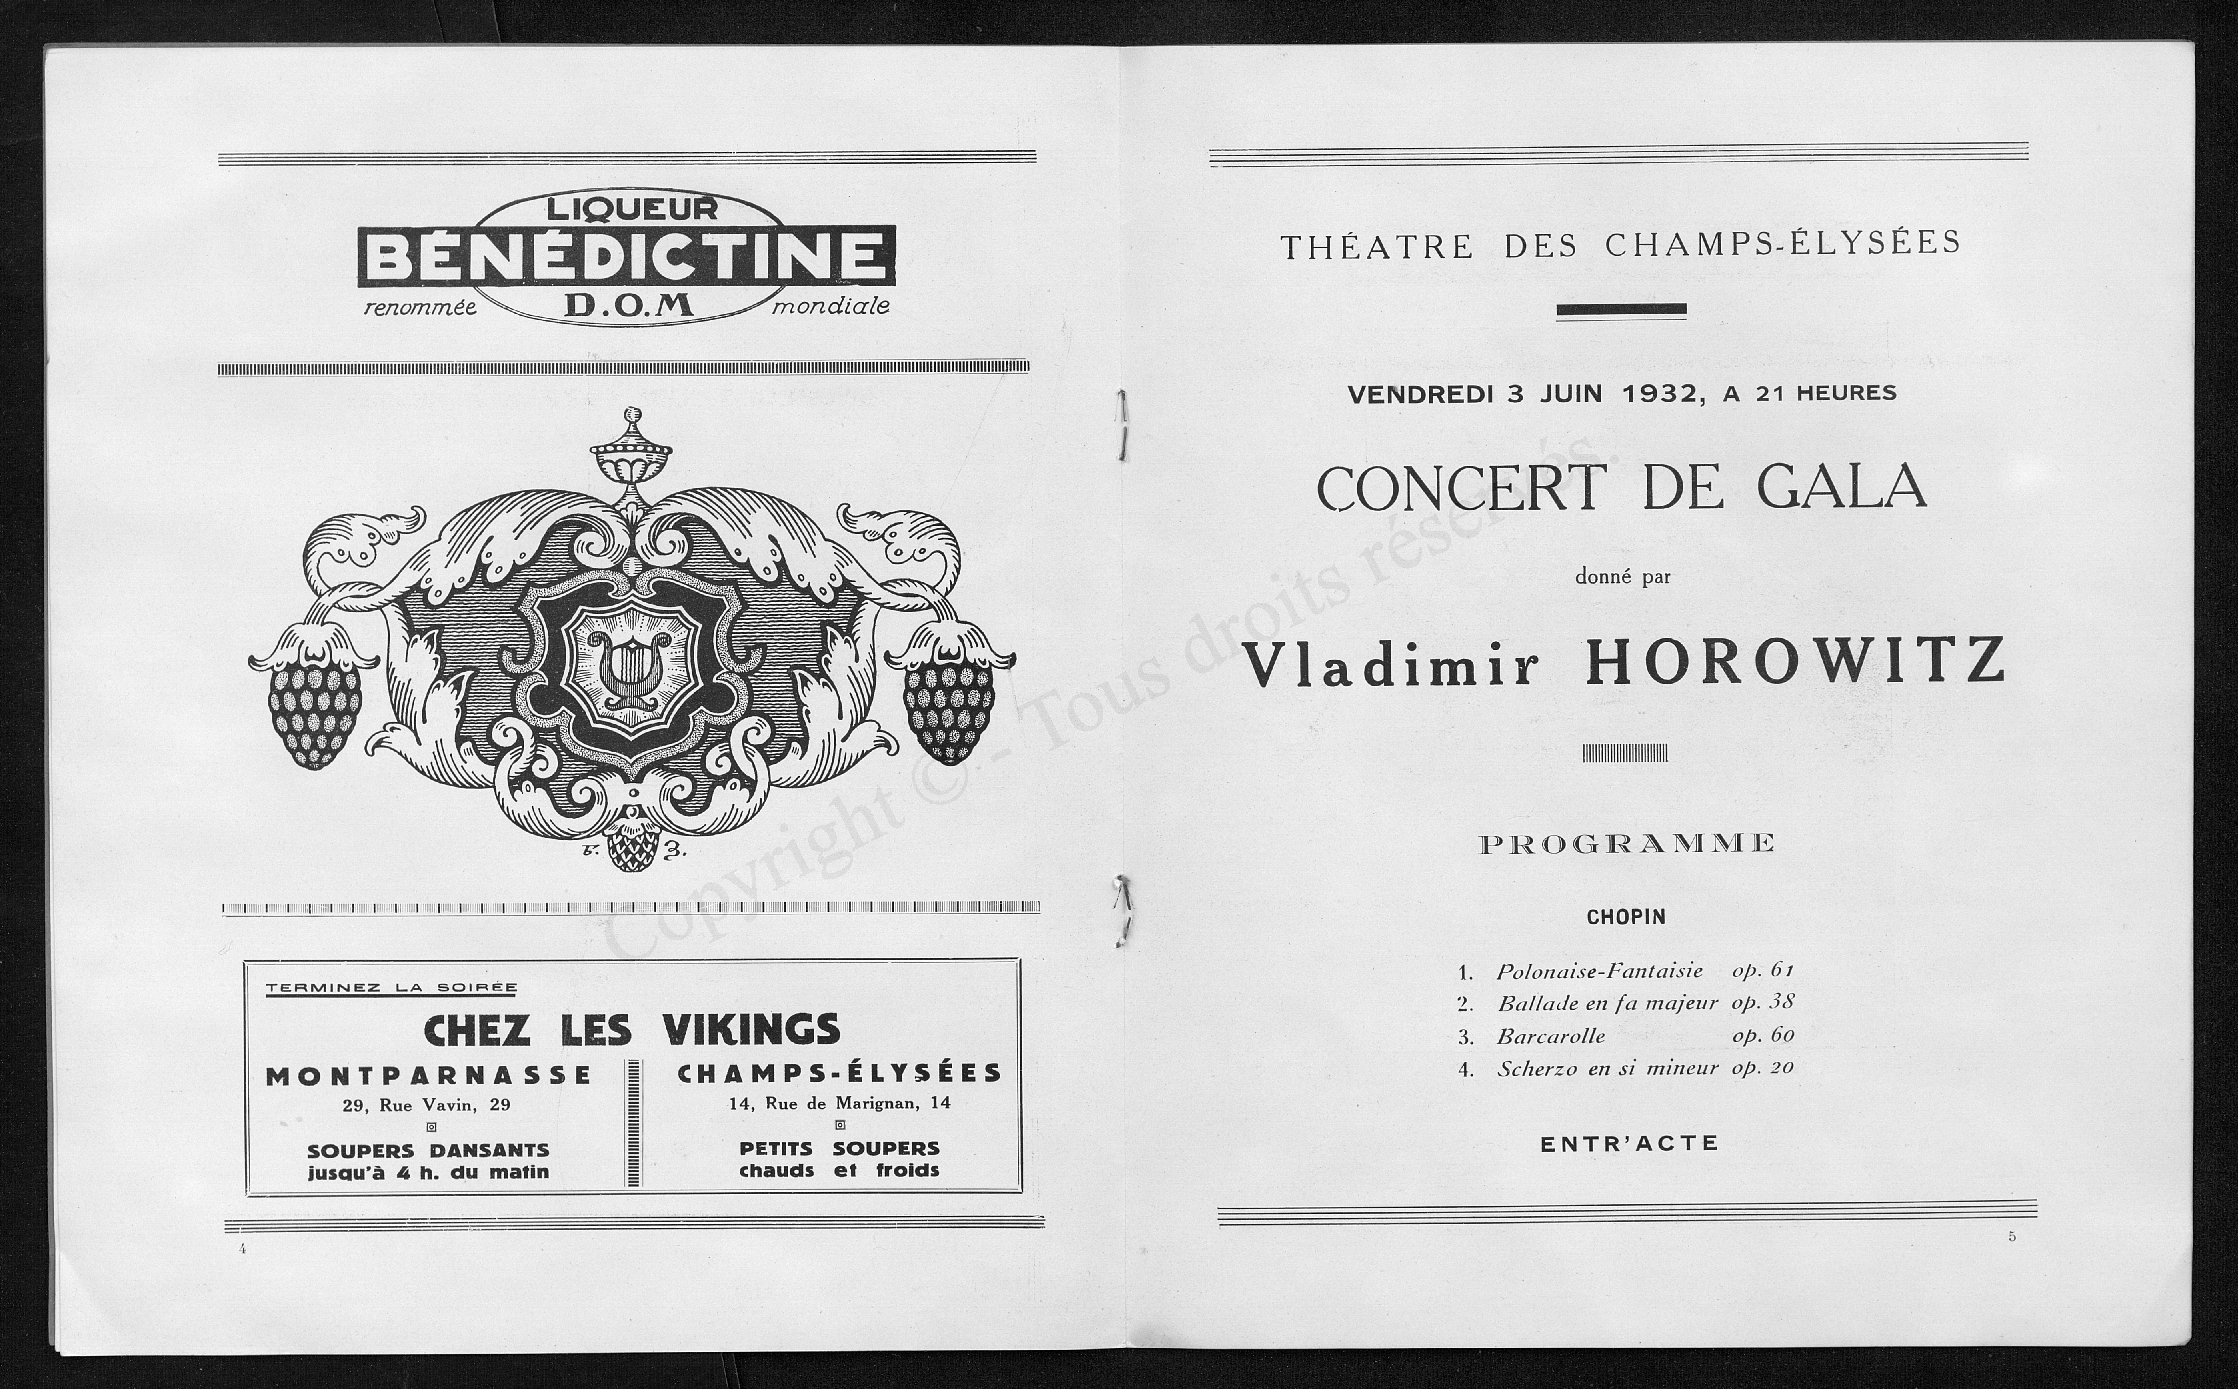 LIQUEUR
BÉNÉDICTINE
renommée D.O.M mondiale
F. 3.
TERMINEZ LA SOIRÉE
CHEZ LES VIKINGS
MONTPARNASSE
29, Rue Vavin, 29
SOUPERS DANSANTS
jusqu'à 4 h. du matin
CHAMPS-ÉLYSÉES
14, Rue de Marignan, 14
PETITS SOUPERS
chauds et froids
4
THÉATRE DES CHAMPS-ÉLYSÉES
VENDREDI 3 JUIN 1932, A 21 HEURES
CONCERT DE GALA
donné par
Vladimir HOROWITZ
PROGRAMME
CHOPIN
1. Polonaise-Fantaisie op. 61
2. Ballade en fa majeur op. 38
3. Barcarolle op. 60
4. Scherzo en si mineur op. 20
ENTR'ACTE
5
Copyright © - Tous droits réservés.